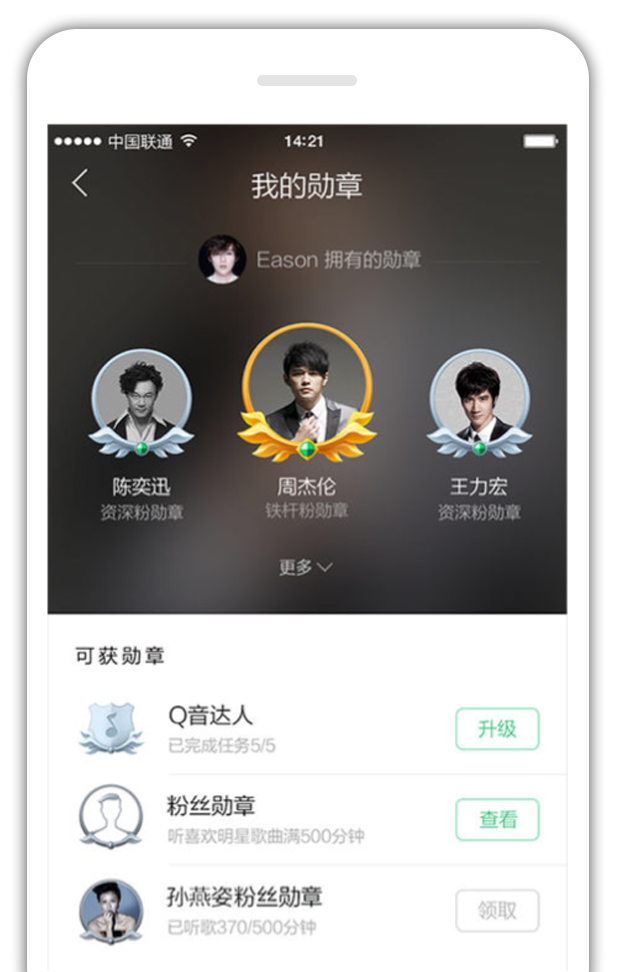 中国联通 14:21
我的勋章
Eason 拥有的勋章
陈奕迅 周杰伦 王力宏
资深粉勋章 铁杆粉勋章 资深粉勋章
更多
可获勋章
Q音达人
已完成任务5/5
升级
粉丝勋章
听喜欢明星歌曲满500分钟
查看
孙燕姿粉丝勋章
已听歌370/500分钟
领取